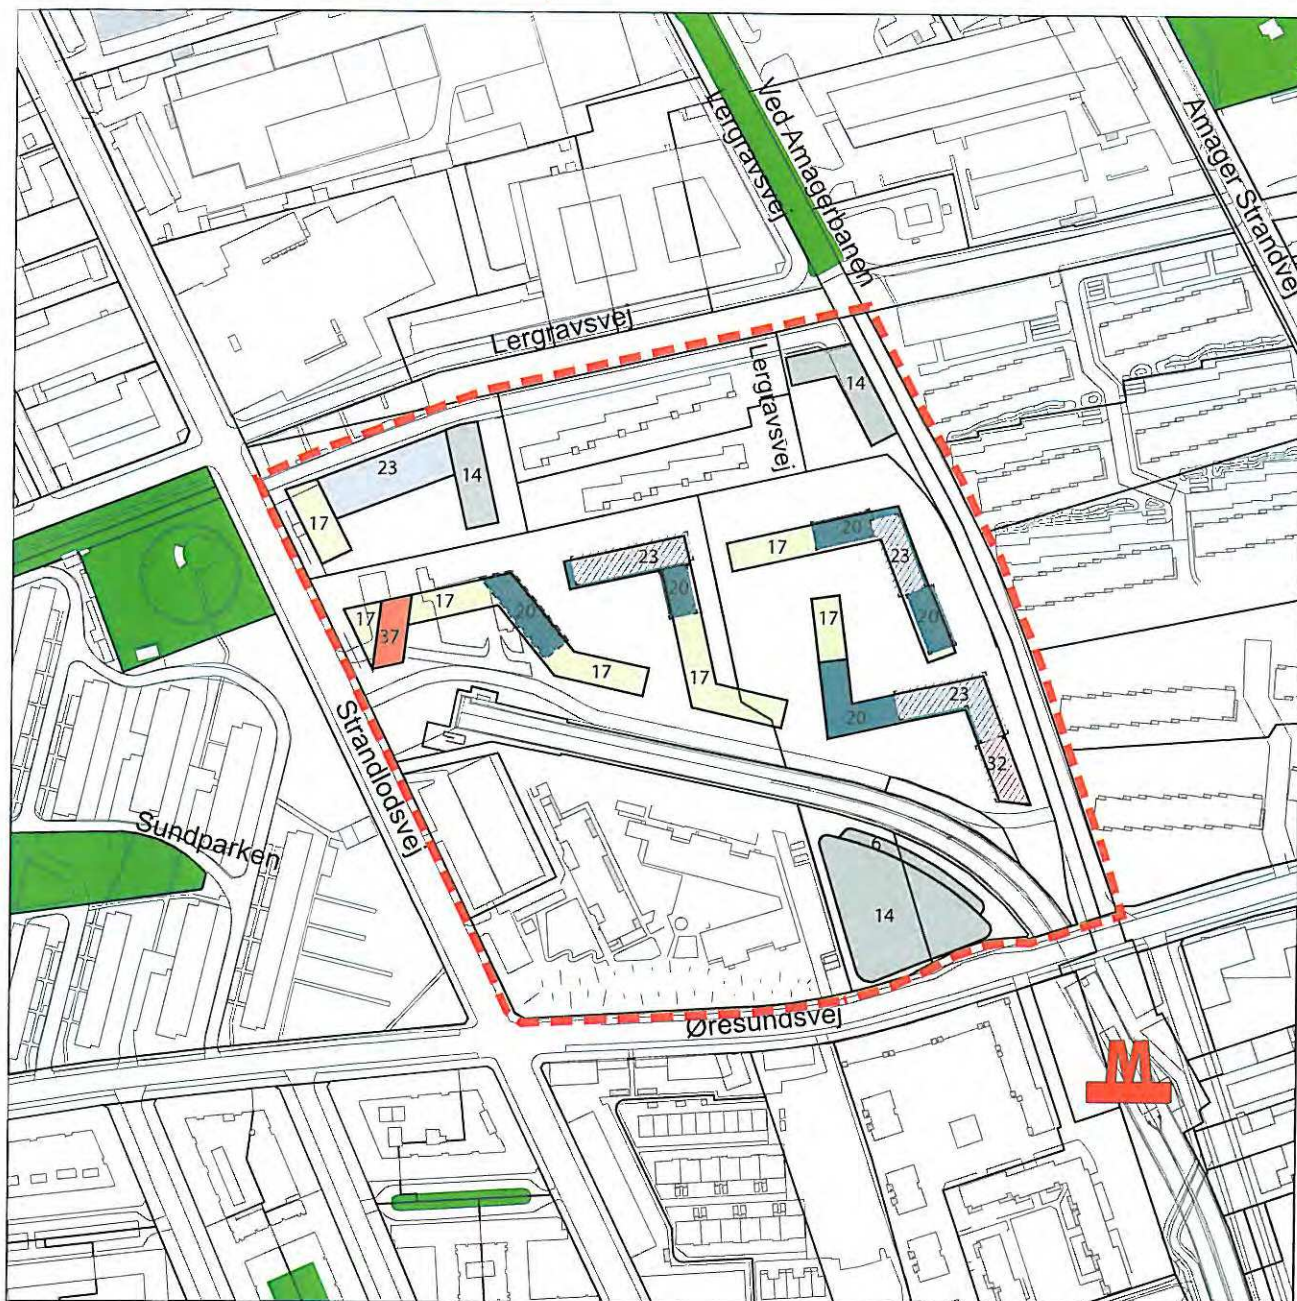 Ved Amagerbanen
Lergravsvej
Amager Strandvej
Lergravsvej
Lergravsvej
14
23
14
17
23
17
20
23
20
20
17
17
37
17
20
17
17
17
20
23
32
Strandlodsvej
Sundparken
6
14
Øresundsvej
M